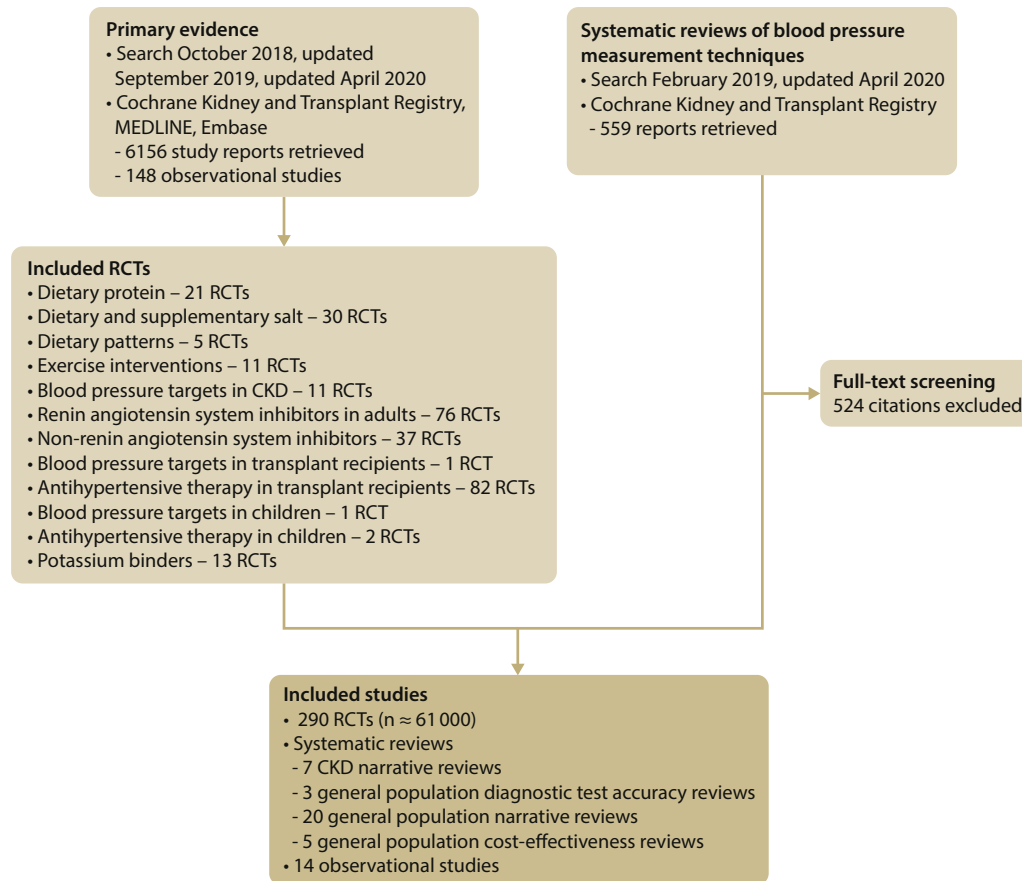 Primary evidence
• Search October 2018, updated
September 2019, updated April 2020
• Cochrane Kidney and Transplant Registry,
MEDLINE, Embase
- 6156 study reports retrieved
- 148 observational studies
Systematic reviews of blood pressure
measurement techniques
• Search February 2019, updated April 2020
• Cochrane Kidney and Transplant Registry
- 559 reports retrieved
Included RCTs
• Dietary protein – 21 RCTs
• Dietary and supplementary salt – 30 RCTs
• Dietary patterns – 5 RCTs
• Exercise interventions – 11 RCTs
• Blood pressure targets in CKD – 11 RCTs
• Renin angiotensin system inhibitors in adults – 76 RCTs
• Non-renin angiotensin system inhibitors – 37 RCTs
• Blood pressure targets in transplant recipients – 1 RCT
• Antihypertensive therapy in transplant recipients – 82 RCTs
• Blood pressure targets in children – 1 RCT
• Antihypertensive therapy in children – 2 RCTs
• Potassium binders – 13 RCTs
Full-text screening
524 citations excluded
Included studies
• 290 RCTs (n ≈ 61 000)
• Systematic reviews
- 7 CKD narrative reviews
- 3 general population diagnostic test accuracy reviews
- 20 general population narrative reviews
- 5 general population cost-effectiveness reviews
• 14 observational studies